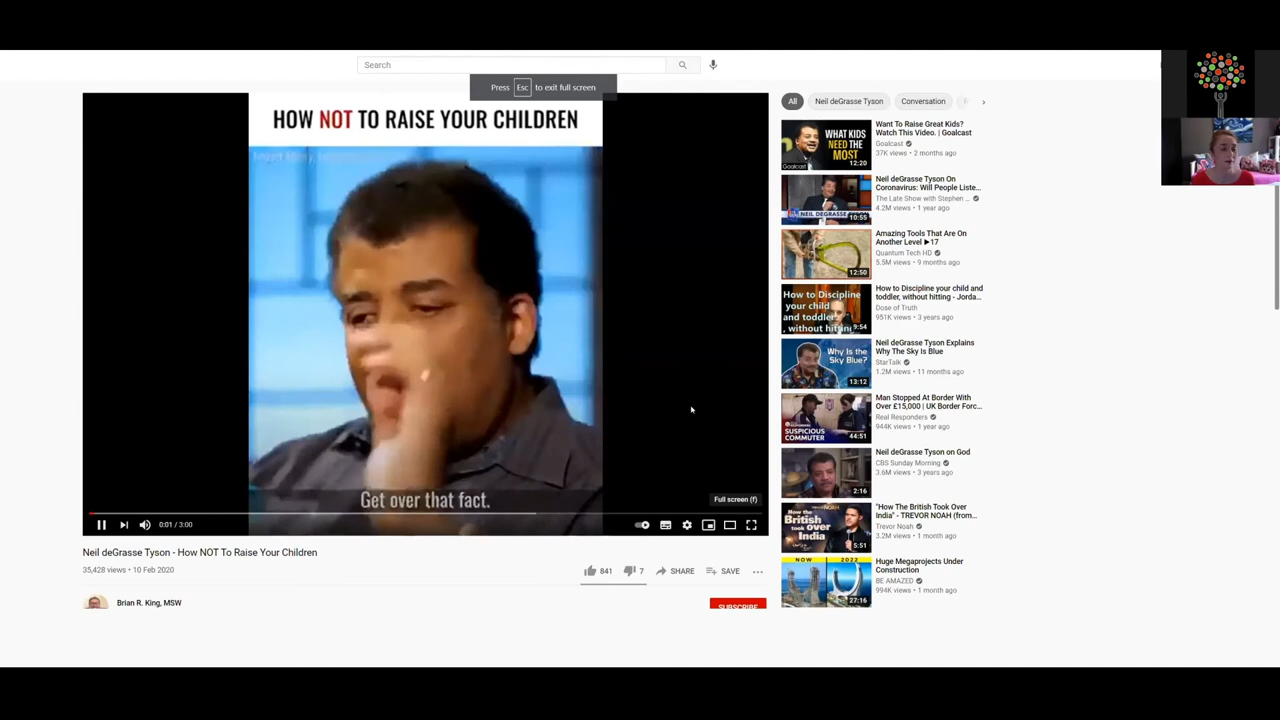 Search
Press Esc to exit full screen
HOW NOT TO RAISE YOUR CHILDREN
Get over that fact.
Full screen (f)
0:01 / 3:00
Neil deGrasse Tyson - How NOT To Raise Your Children
35,428 views • 10 Feb 2020
841
7
SHARE
SAVE
Brian R. King, MSW
SUBSCRIBE
All
Neil deGrasse Tyson
Conversation
WHAT KIDS
NEED THE
MOST
Goalcast
12:20
Want To Raise Great Kids?
Watch This Video. | Goalcast
Goalcast
37K views • 2 months ago
NEIL DEGRASSE TYSON
10:55
Neil deGrasse Tyson On
Coronavirus: Will People Liste...
The Late Show with Stephen ...
4.2M views • 1 year ago
12:50
Amazing Tools That Are On
Another Level ▶17
Quantum Tech HD
5.5M views • 9 months ago
How to Discipline
your child
and toddler,
without hitting
9:54
How to Discipline your child and
toddler, without hitting - Jorda...
Dose of Truth
951K views • 3 years ago
Why Is the
Sky Blue?
13:12
Neil deGrasse Tyson Explains
Why The Sky Is Blue
StarTalk
1.2M views • 11 months ago
SUSPICIOUS
COMMUTER
44:51
Man Stopped At Border With
Over £15,000 | UK Border Forc...
Real Responders
944K views • 1 year ago
2:16
Neil deGrasse Tyson on God
CBS Sunday Morning
3.6M views • 3 years ago
How the
British took
Over
India
5:51
"How The British Took Over
India" - TREVOR NOAH (from...
Trevor Noah
3.2M views • 1 month ago
NOW
2022
27:16
Huge Megaprojects Under
Construction
BE AMAZED
994K views • 1 month ago